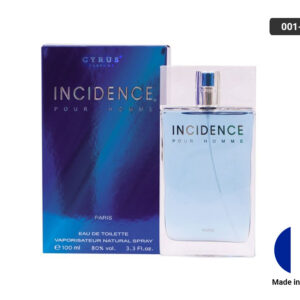 001-
CYRUS
PARFUMS
INCIDENCE
POUR HOMME
PARIS
EAU DE TOILETTE
VAPORISATEUR NATURAL SPRAY
℮ 100 ml 80% vol. 3.3 fl.oz.
INCIDENCE
POUR HOMME
PARIS
Made in